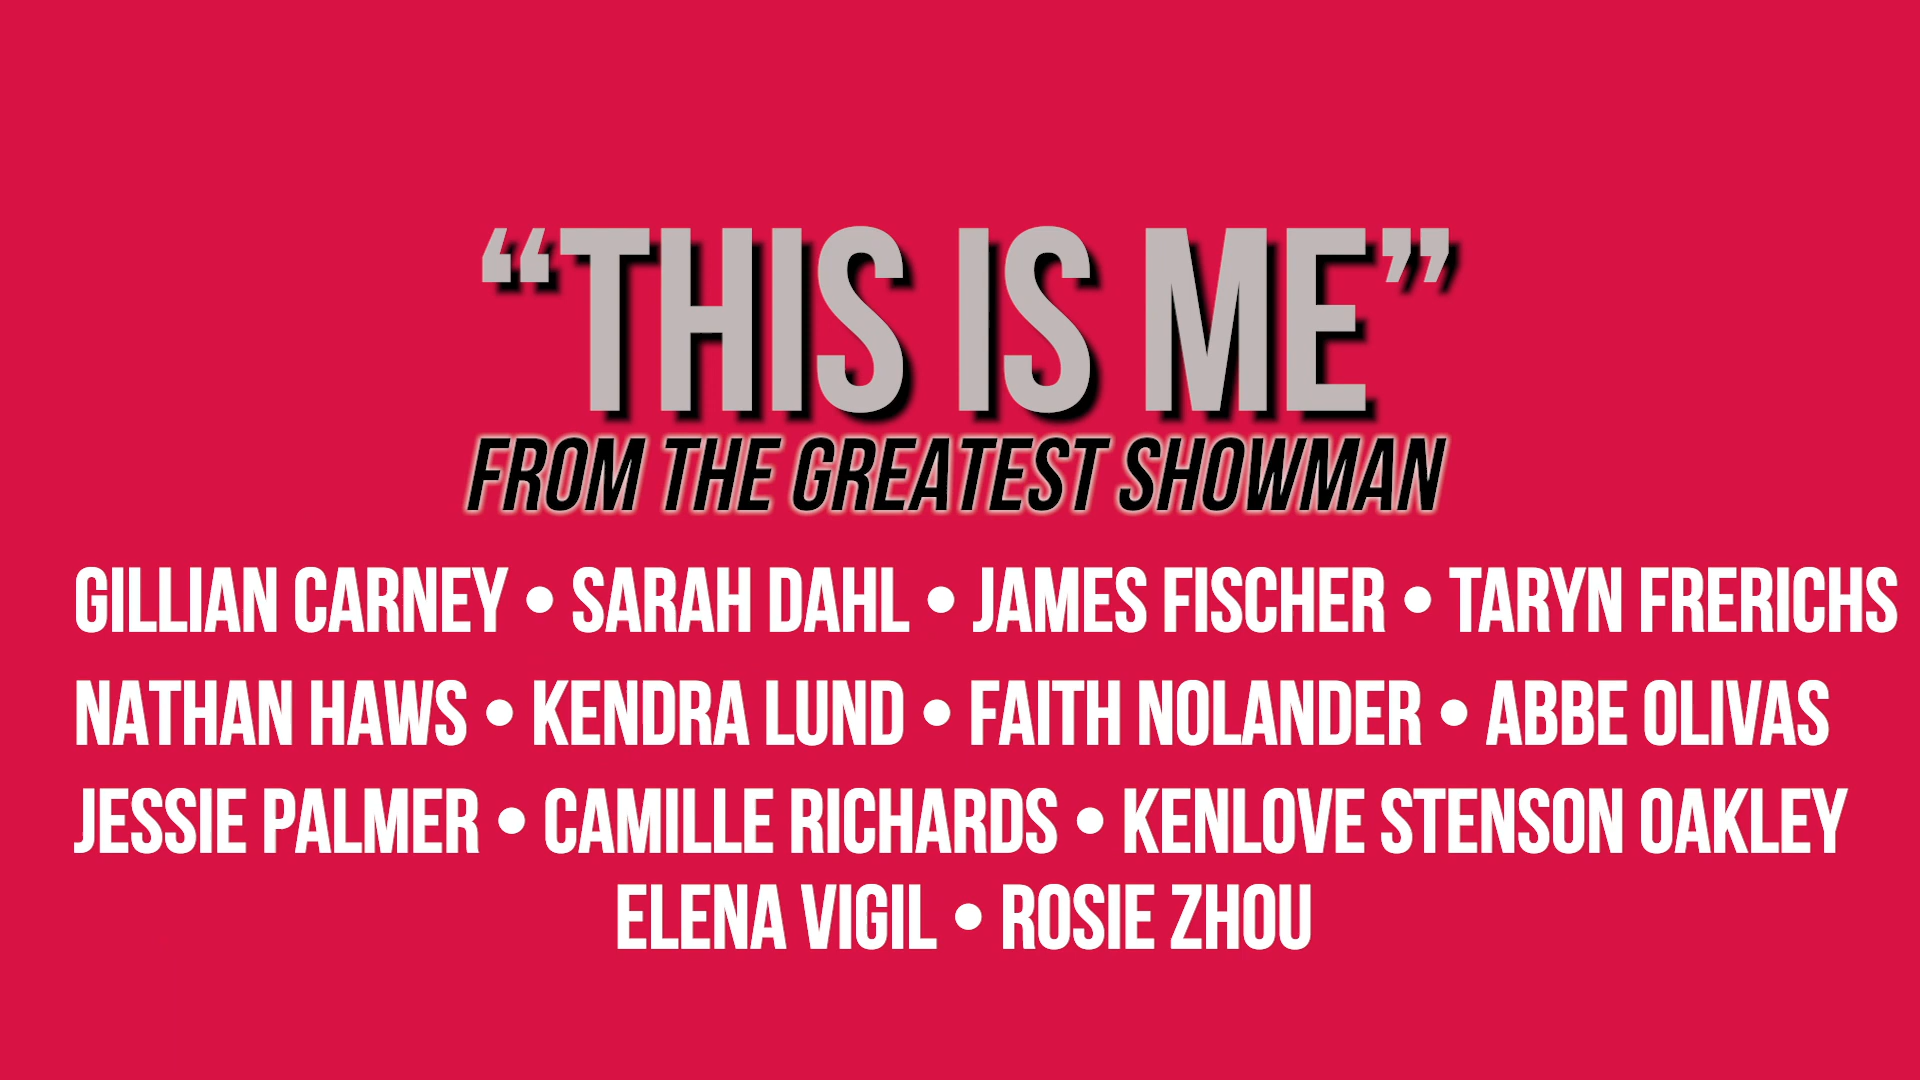 “THIS IS ME”
FROM THE GREATEST SHOWMAN
GILLIAN CARNEY • SARAH DAHL • JAMES FISCHER • TARYN FRERICHS
NATHAN HAWS • KENDRA LUND • FAITH NOLANDER • ABBE OLIVAS
JESSIE PALMER • CAMILLE RICHARDS • KENLOVE STENSON OAKLEY
ELENA VIGIL • ROSIE ZHOU